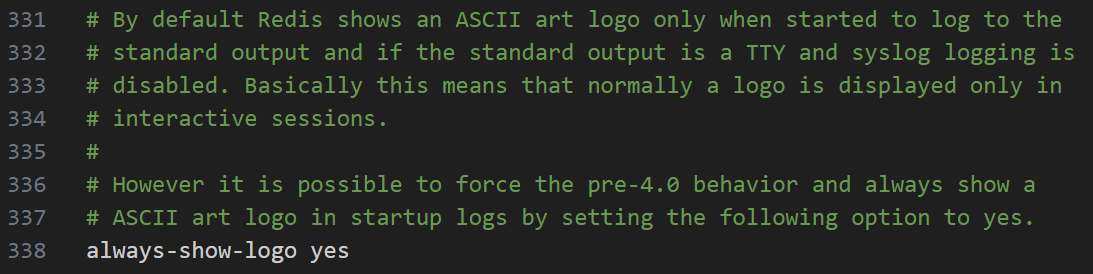 331 # By default Redis shows an ASCII art logo only when started to log to the
332 # standard output and if the standard output is a TTY and syslog logging is
333 # disabled. Basically this means that normally a logo is displayed only in
334 # interactive sessions.
335 #
336 # However it is possible to force the pre-4.0 behavior and always show a
337 # ASCII art logo in startup logs by setting the following option to yes.
338 always-show-logo yes